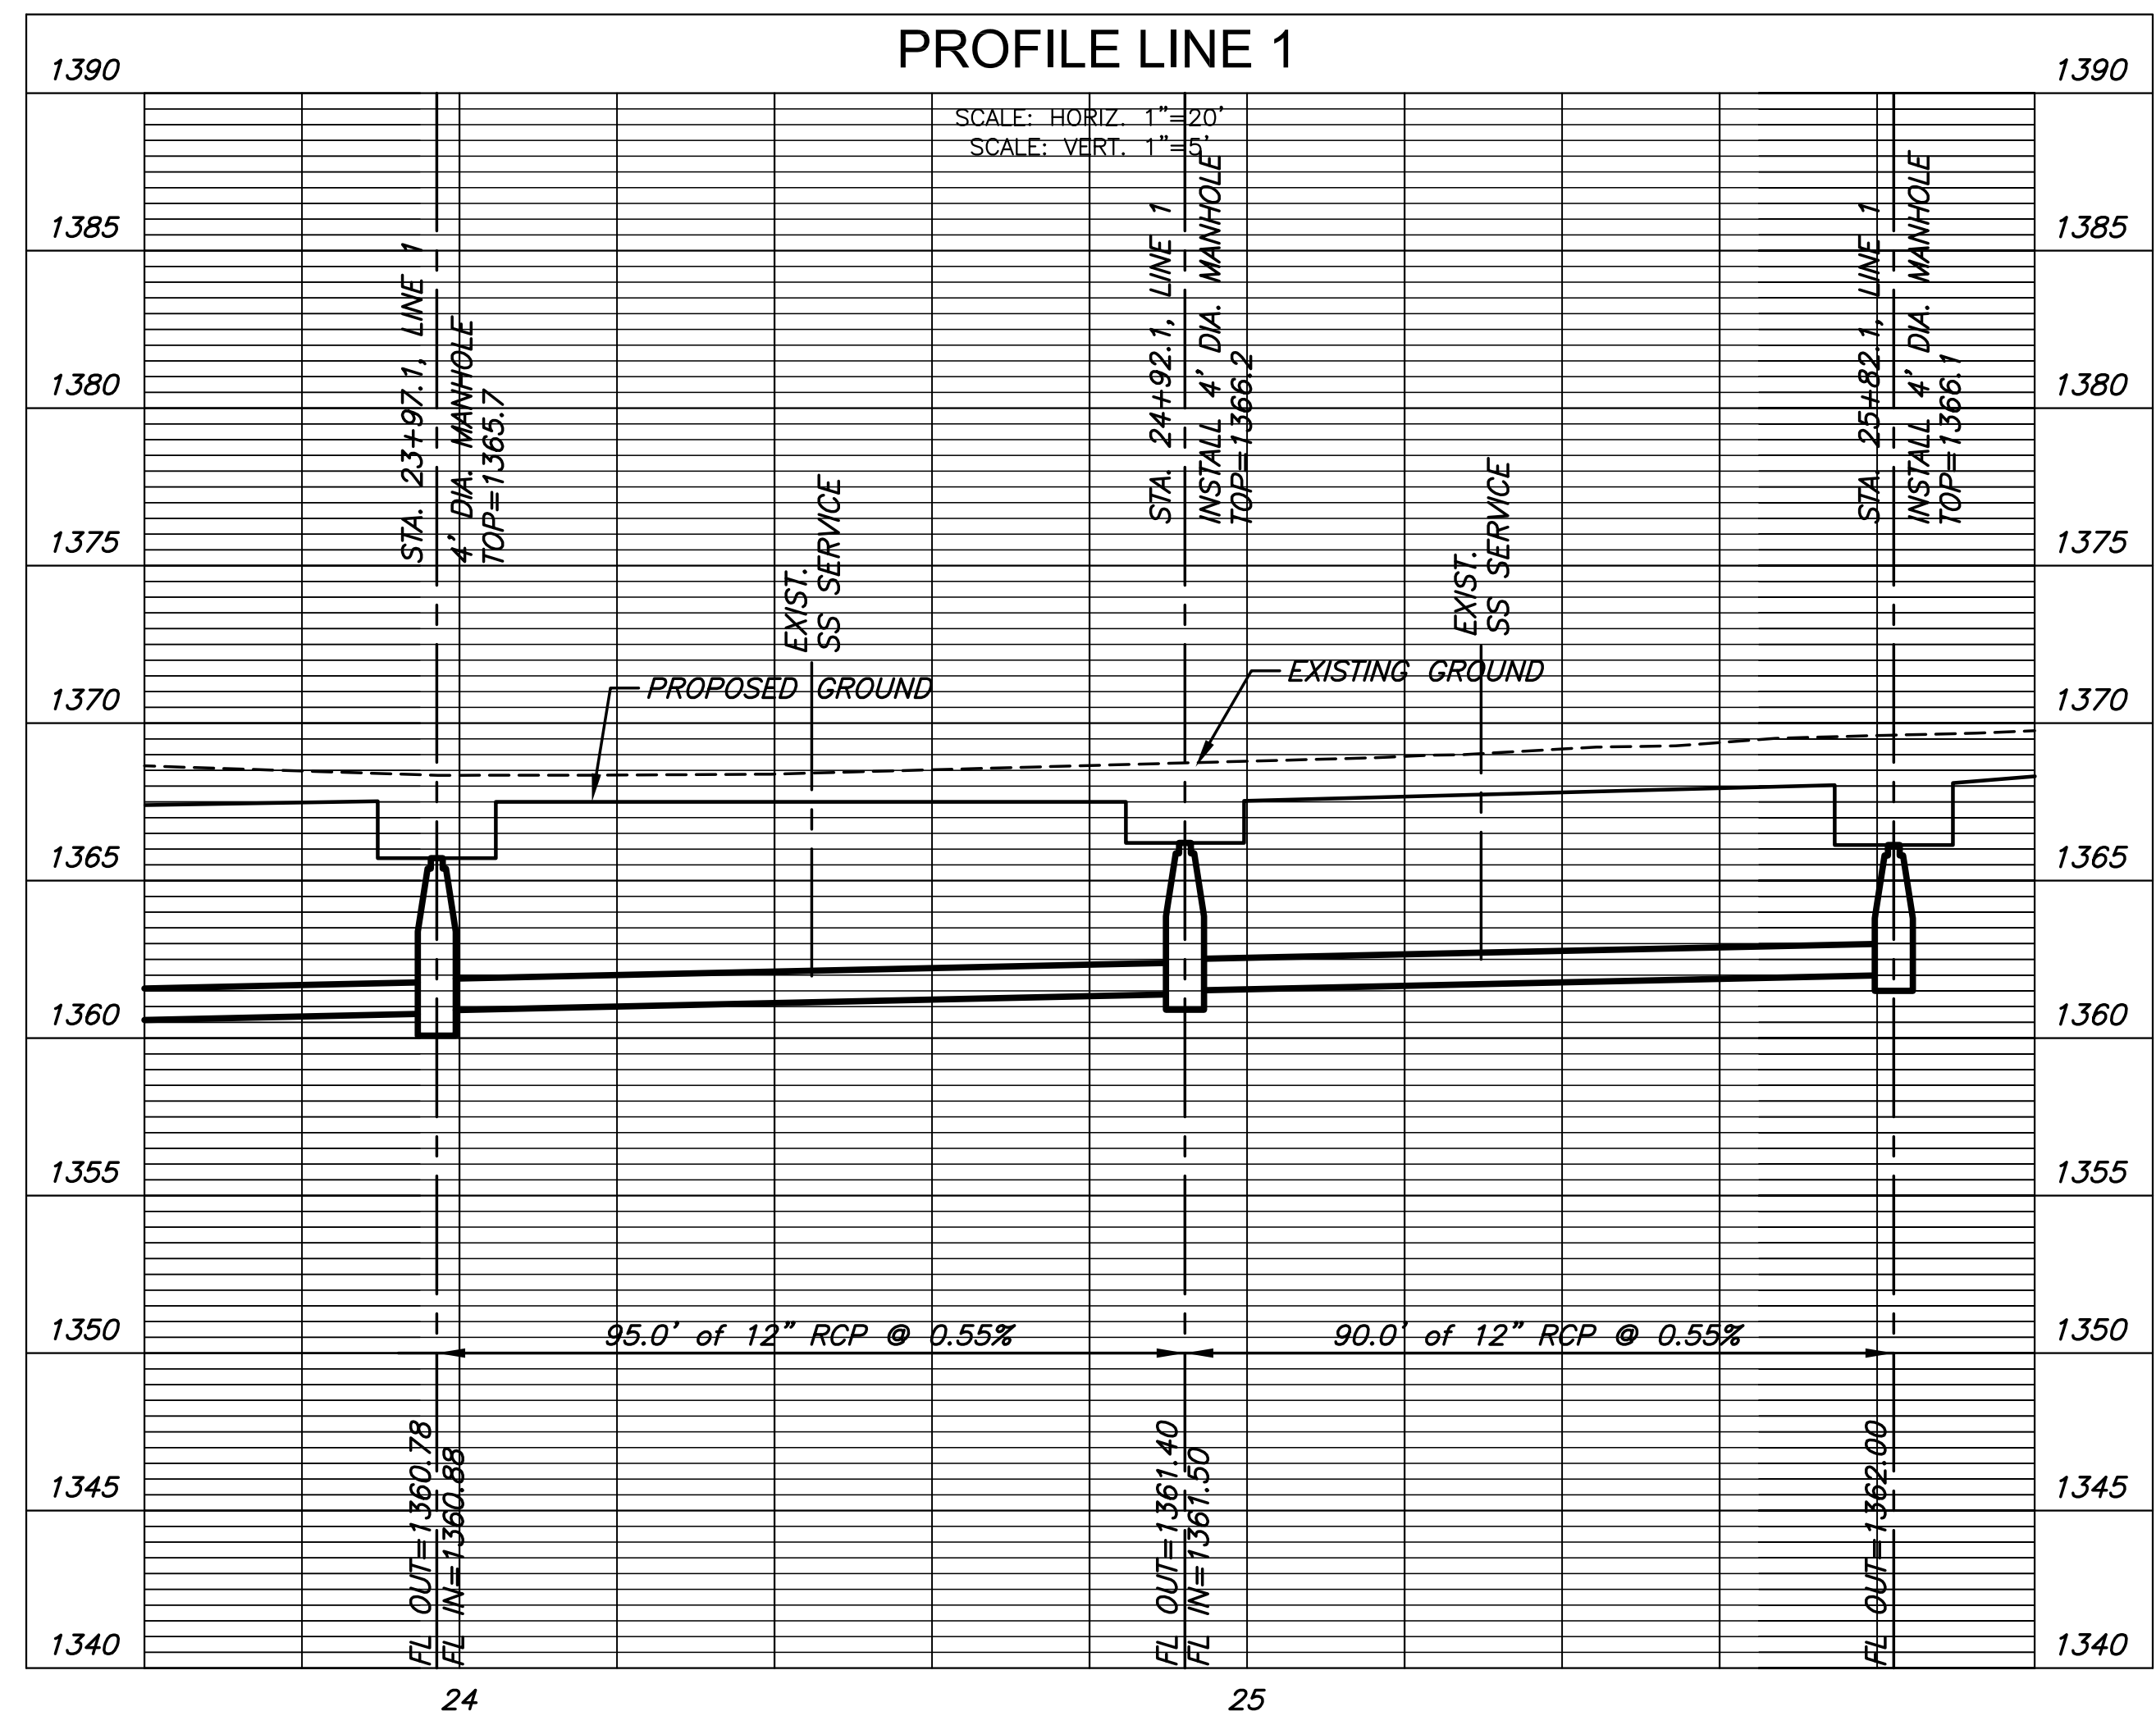 PROFILE LINE 1
SCALE: HORIZ. 1"=20'
SCALE: VERT. 1"=5'
1390
1385
1380
1375
1370
1365
1360
1355
1350
1345
1340
STA. 23+97.1, LINE 1
4' DIA. MANHOLE
TOP=1365.7
EXIST.
SS SERVICE
PROPOSED GROUND
STA. 24+92.1, LINE 1
INSTALL 4' DIA. MANHOLE
TOP=1366.2
EXISTING GROUND
EXIST.
SS SERVICE
STA. 25+82.1, LINE 1
INSTALL 4' DIA. MANHOLE
TOP=1366.1
95.0' of 12" RCP @ 0.55%
90.0' of 12" RCP @ 0.55%
FL OUT=1360.78
FL IN=1360.88
FL OUT=1361.40
FL IN=1361.50
FL OUT=1362.00
1390
1385
1380
1375
1370
1365
1360
1355
1350
1345
1340
24
25